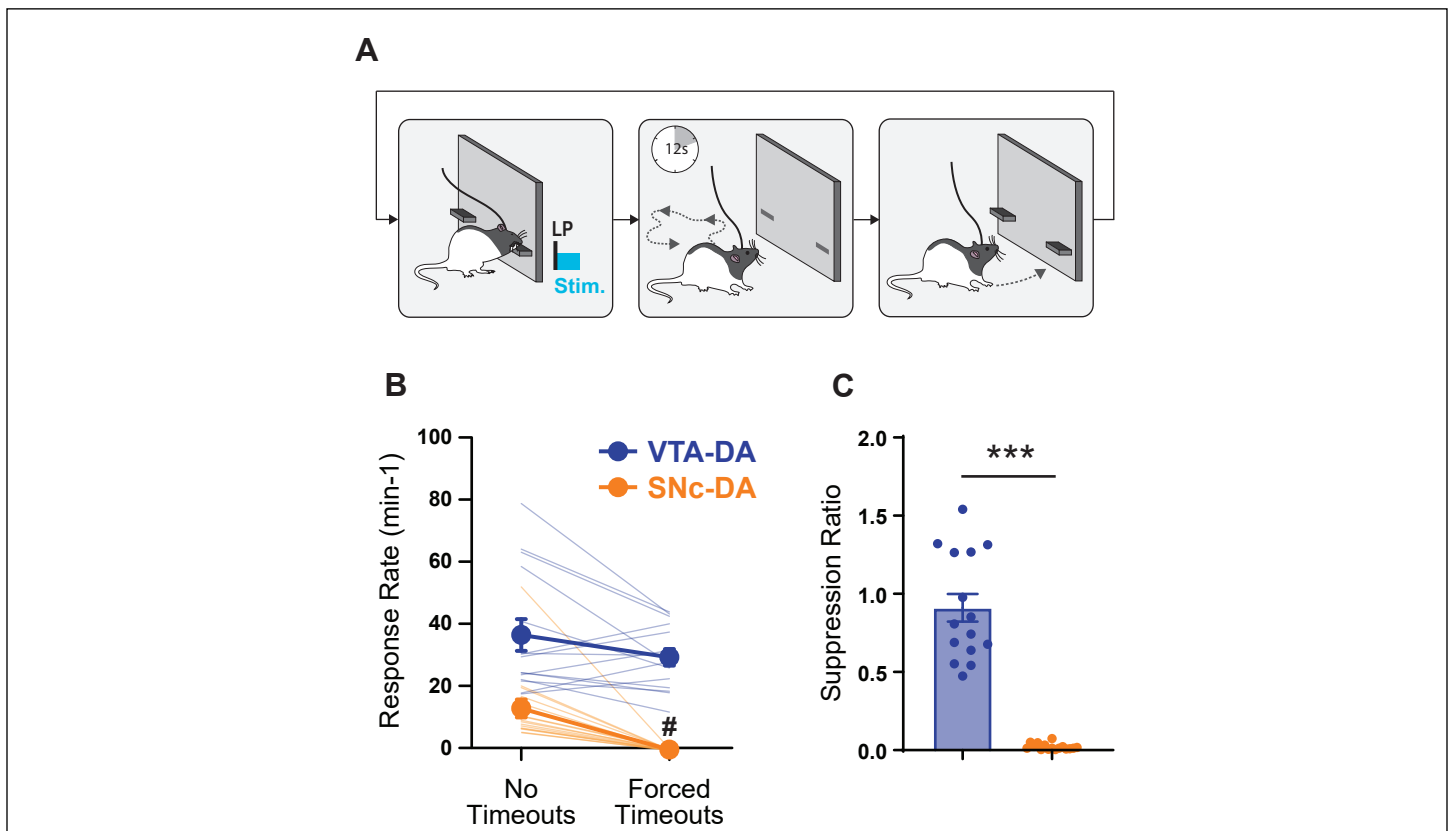 A
12s
LP
Stim.
B
100
80
60
40
20
0
Response Rate (min-1)
VTA-DA
SNc-DA
#
No
Timeouts
Forced
Timeouts
C
2.0
1.5
1.0
0.5
0.0
Suppression Ratio
***